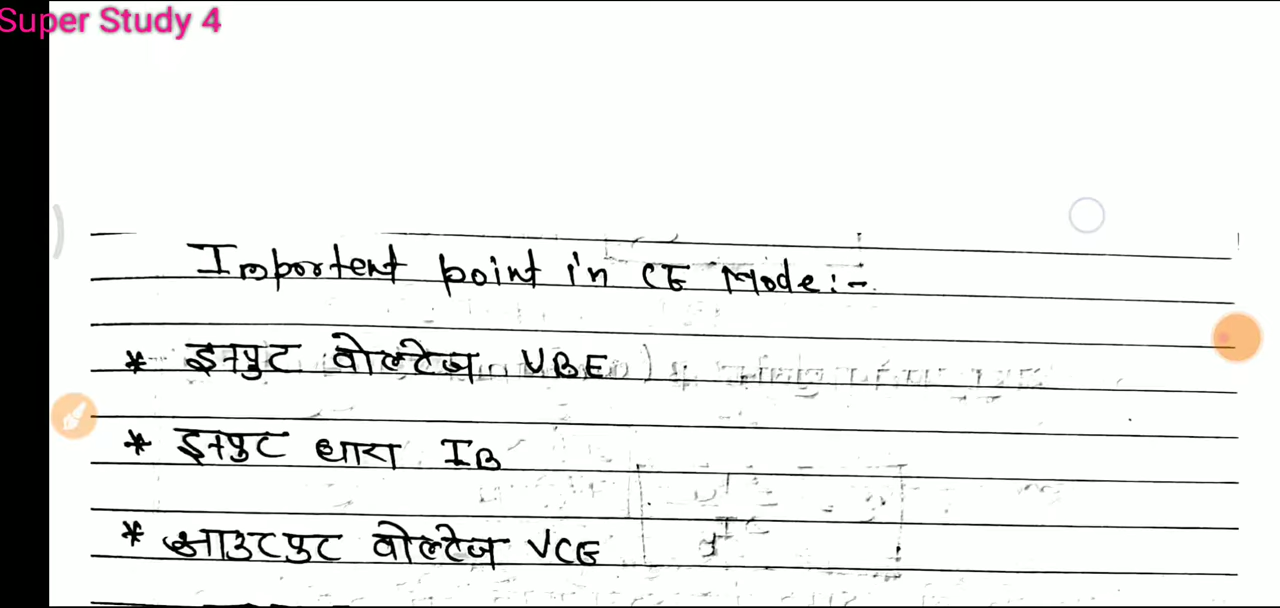 Super Study 4
Importent point in CE Mode:-
* इनपुट वोल्टेज VBE
* इनपुट धारा IB
* आउटपुट वोल्टेज VCE